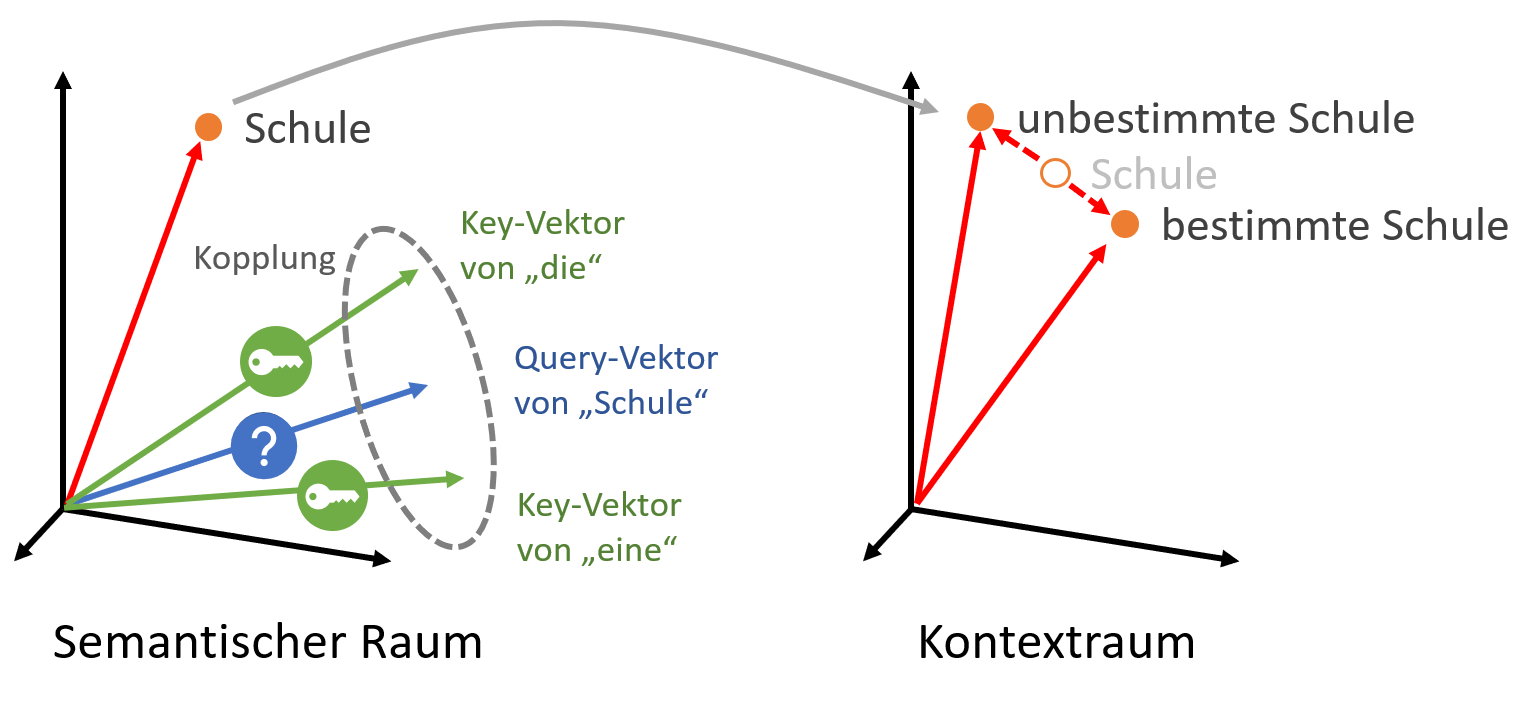 Schule
Kopplung
Key-Vektor
von „die“
?
Query-Vektor
von „Schule“
Key-Vektor
von „eine“
Semantischer Raum
unbestimmte Schule
Schule
bestimmte Schule
Kontextraum